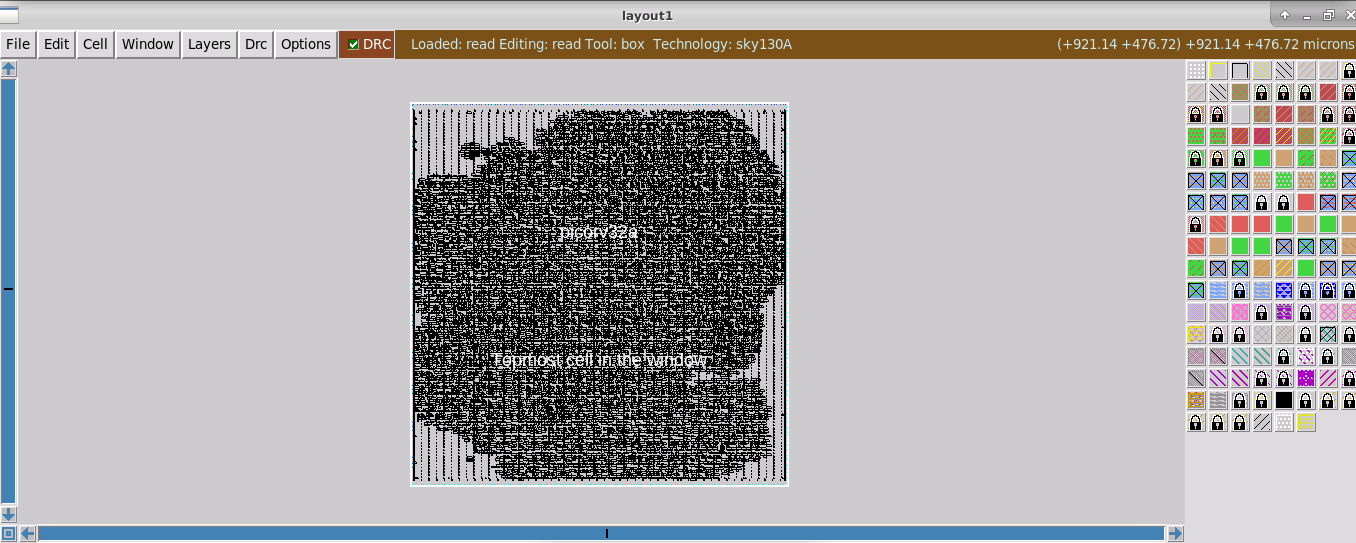 layout1
File Edit Cell Window Layers Drc Options DRC Loaded: read Editing: read Tool: box Technology: sky130A (+921.14 +476.72) +921.14 +476.72 microns
picorv32a
Topmost cell in the window